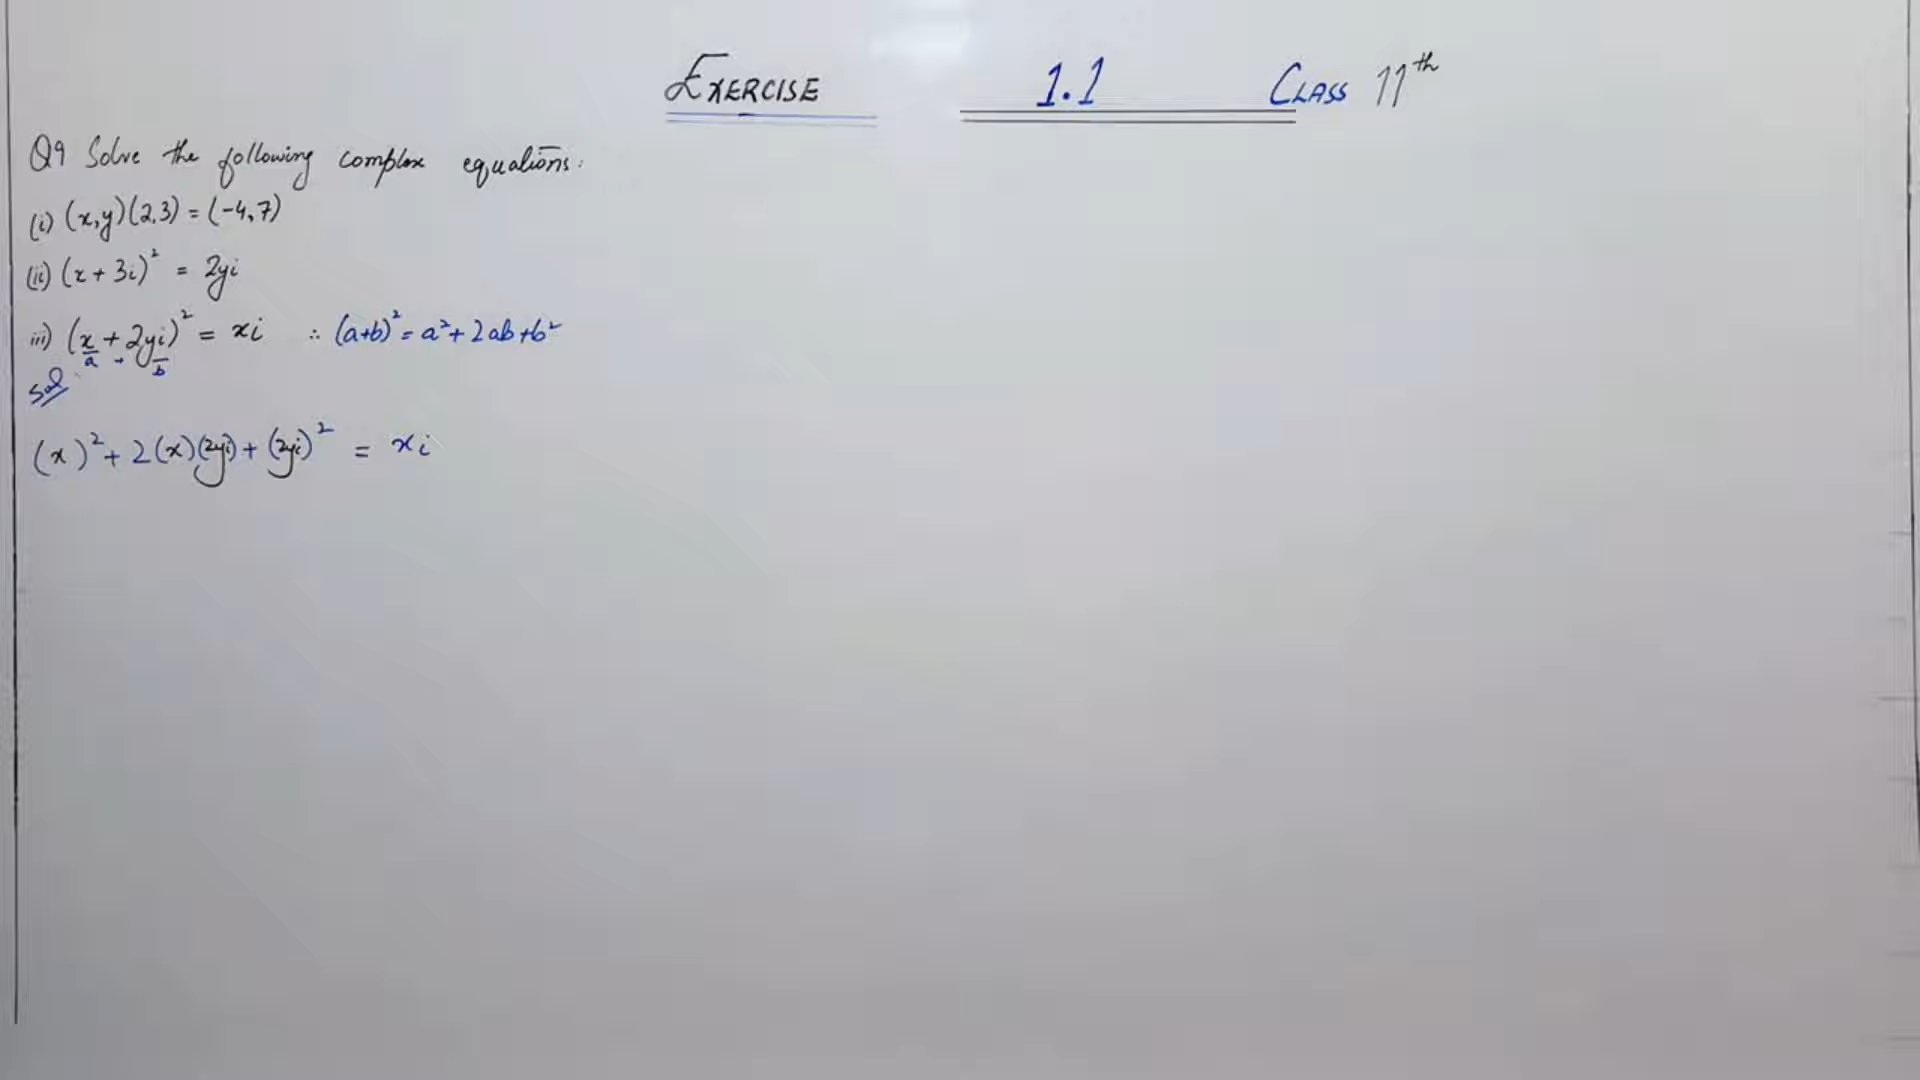 EXERCISE 1.1 CLASS 11th
Q9 Solve the following complex equations:
(i) (x,y)(2,3) = (-4,7)
(ii) (x + 3i)² = 2yi
iii) (x + 2yi)² = xi ∴ (a+b)² = a² + 2ab + b²
a + b
Sol
(x)² + 2(x)(2yi) + (2yi)² = xi